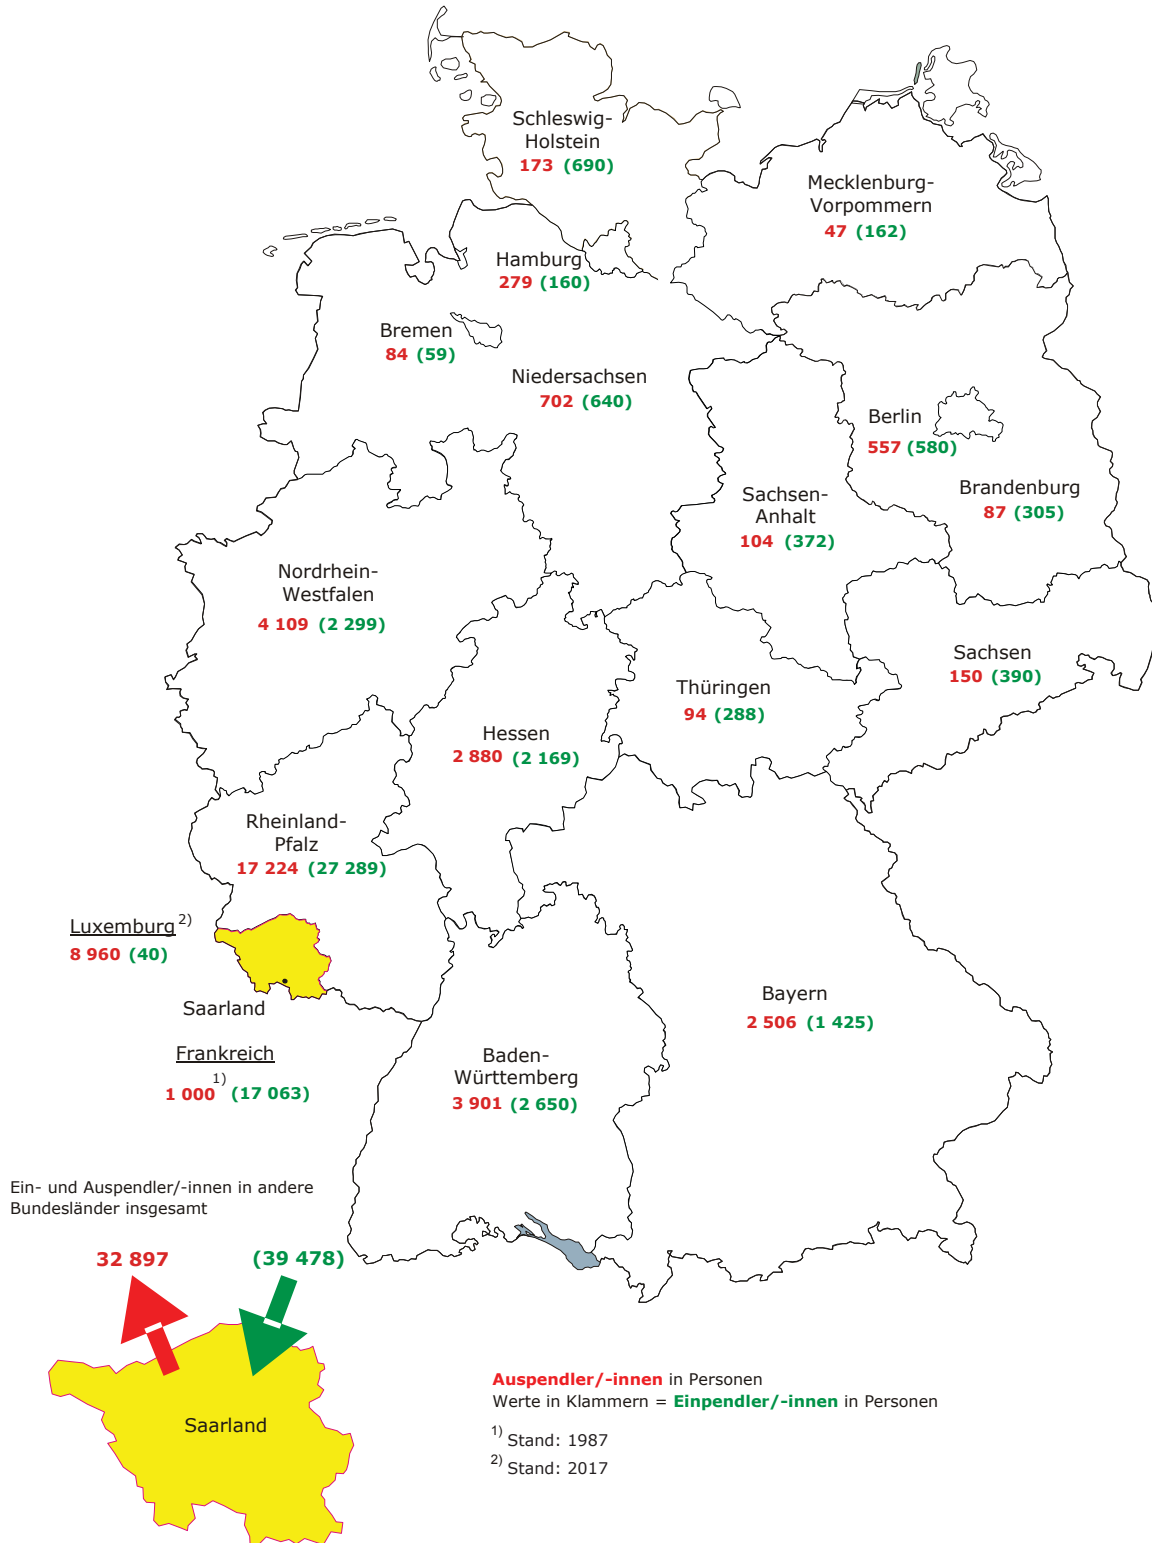 Schleswig-
Holstein
173 (690)
Mecklenburg-
Vorpommern
47 (162)
Hamburg
279 (160)
Bremen
84 (59)
Niedersachsen
702 (640)
Berlin
557 (580)
Brandenburg
87 (305)
Sachsen-
Anhalt
104 (372)
Nordrhein-
Westfalen
4 109 (2 299)
Sachsen
150 (390)
Thüringen
94 (288)
Hessen
2 880 (2 169)
Rheinland-
Pfalz
17 224 (27 289)
Luxemburg 2)
8 960 (40)
Saarland
Bayern
2 506 (1 425)
Frankreich
1 000 1) (17 063)
Baden-
Württemberg
3 901 (2 650)
Ein- und Auspendler/-innen in andere
Bundesländer insgesamt
32 897 (39 478)
Saarland
Auspendler/-innen in Personen
Werte in Klammern = Einpendler/-innen in Personen
1) Stand: 1987
2) Stand: 2017